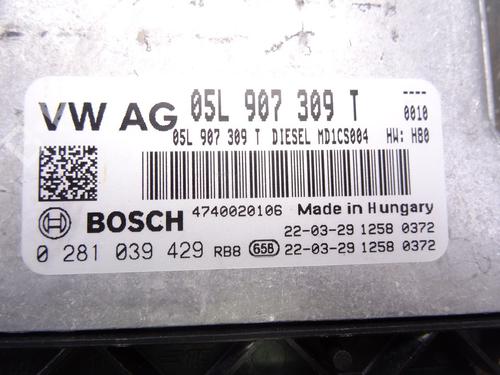 VW AG 05L 907 309 T
----
0010
05L 907 309 T DIESEL MD1CS004 HW: H80
BOSCH 4740020106 Made in Hungary
22-03-29 1258 0372
0 281 039 429 RB8 658 22-03-29 1258 0372